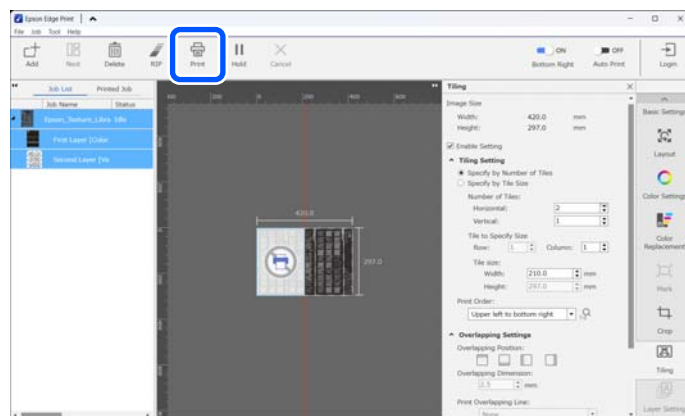 Epson Edge Print
File Job Tool Help
Add Nest Delete RIP Print Hold Cancel ON Bottom Right OFF Auto Print Login
Job List Printed Job
Job Name Status
Epson_Texture_Libra Idle
First Layer [Color
Second Layer [Va
420.0
297.0
Tiling
Image Size
Width: 420.0 mm
Height: 297.0 mm
Enable Setting
Tiling Setting
Specify by Number of Tiles
Specify by Tile Size
Number of Tiles:
Horizontal: 2
Vertical: 1
Tile to Specify Size
Row: 1 Column: 1
Tile size:
Width: 210.0 mm
Height: 297.0 mm
Print Order:
Upper left to bottom right
Overlapping Settings
Overlapping Position:
Overlapping Dimension:
2.5 mm
Print Overlapping Line:
None
Basic Settings
Layout
Color Settings
Color Replacement
Mark
Crop
Tiling
Layer Settings